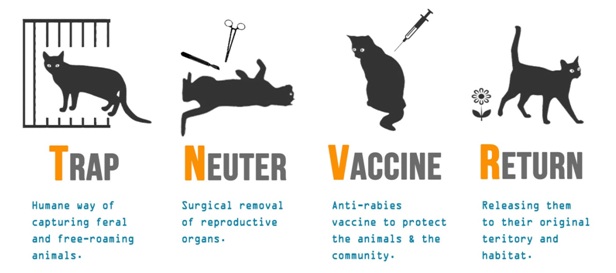 TRAP
Humane way of
capturing feral
and free-roaming
animals.
NEUTER
Surgical removal
of reproductive
organs.
VACCINE
Anti-rabies
vaccine to protect
the animals & the
community.
RETURN
Releasing them
to their original
teritory and
habitat.